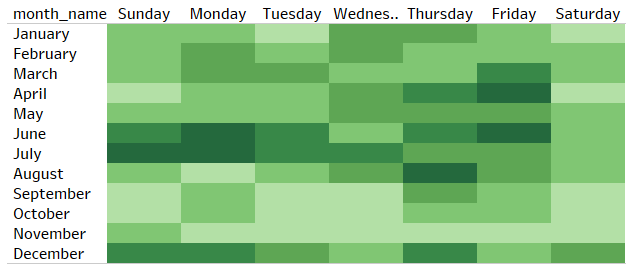 month_name Sunday Monday Tuesday Wednes.. Thursday Friday Saturday
January
February
March
April
May
June
July
August
September
October
November
December